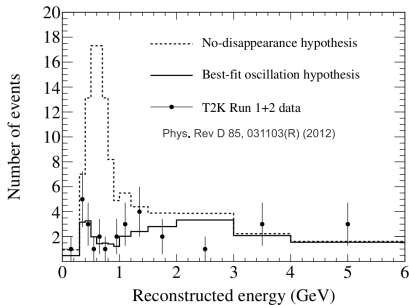 20
18
16
14
12
10
8
6
4
2
0
Number of events
No-disappearance hypothesis
Best-fit oscillation hypothesis
T2K Run 1+2 data
Phys. Rev D 85, 031103(R) (2012)
0 1 2 3 4 5 6
Reconstructed energy (GeV)